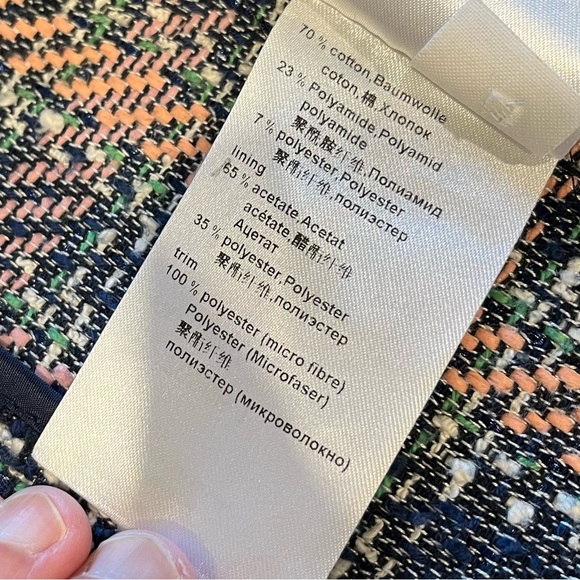 70 % cotton,Baumwolle
coton,棉,Хлопок
23 % Polyamide,Polyamid
polyamide
聚酰胺纤维,Полиамид
7 % polyester,Polyester
聚酯纤维,полиэстер
lining
65 % acetate,Acetat
acétate,醋酯纤维
Ацетат
35 % polyester,Polyester
聚酯纤维,полиэстер
trim
100 % polyester (micro fibre)
Polyester (Microfaser)
聚酯纤维
полиэстер (микроволокно)